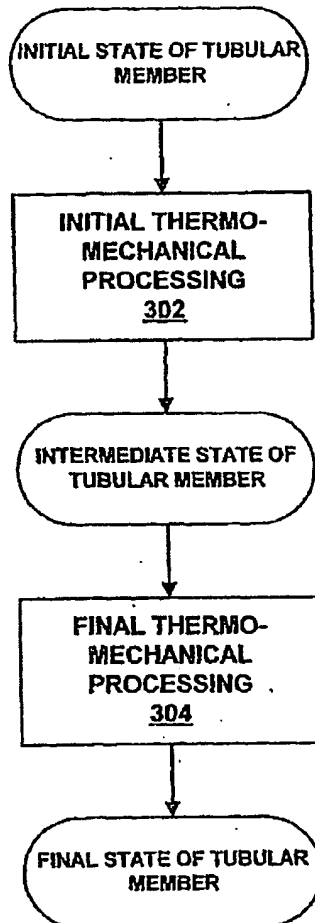 INITIAL STATE OF TUBULAR
MEMBER
INITIAL THERMO-
MECHANICAL
PROCESSING
302
INTERMEDIATE STATE OF
TUBULAR MEMBER
FINAL THERMO-
MECHANICAL
PROCESSING
304
FINAL STATE OF TUBULAR
MEMBER